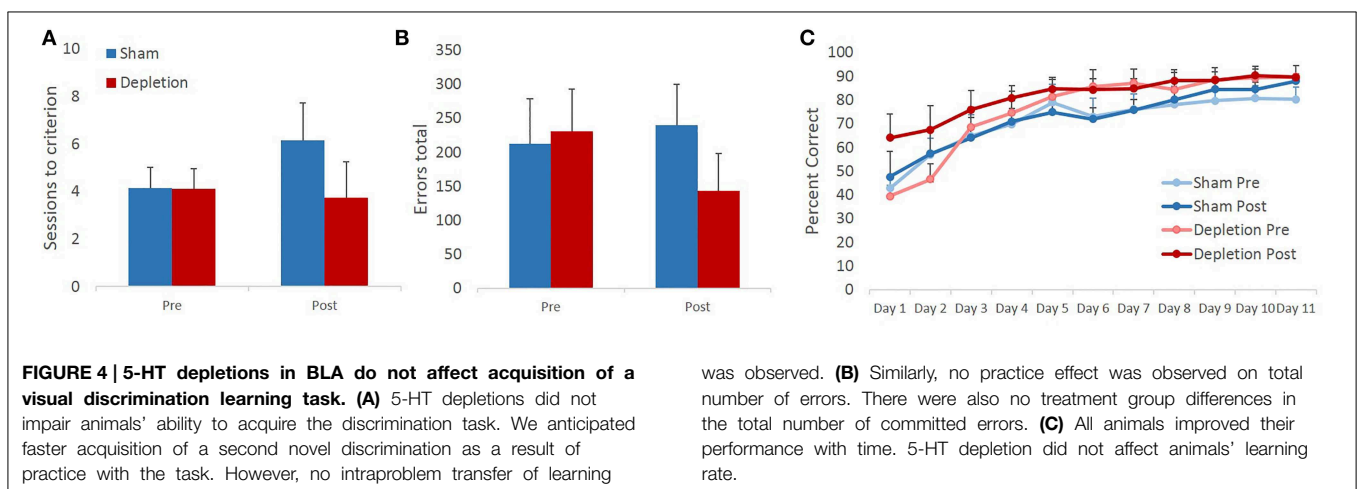 A
10
8
6
4
2
0
Sessions to criterion
Sham
Depletion
Pre
Post
B
350
300
250
200
150
100
50
0
Errors total
Pre
Post
C
100
90
80
70
60
50
40
30
20
10
0
Percent Correct
Sham Pre
Sham Post
Depletion Pre
Depletion Post
Day 1 Day 2 Day 3 Day 4 Day 5 Day 6 Day 7 Day 8 Day 9 Day 10 Day 11
FIGURE 4 | 5-HT depletions in BLA do not affect acquisition of a
visual discrimination learning task. (A) 5-HT depletions did not
impair animals' ability to acquire the discrimination task. We anticipated
faster acquisition of a second novel discrimination as a result of
practice with the task. However, no intraproblem transfer of learning
was observed. (B) Similarly, no practice effect was observed on total
number of errors. There were also no treatment group differences in
the total number of committed errors. (C) All animals improved their
performance with time. 5-HT depletion did not affect animals' learning
rate.